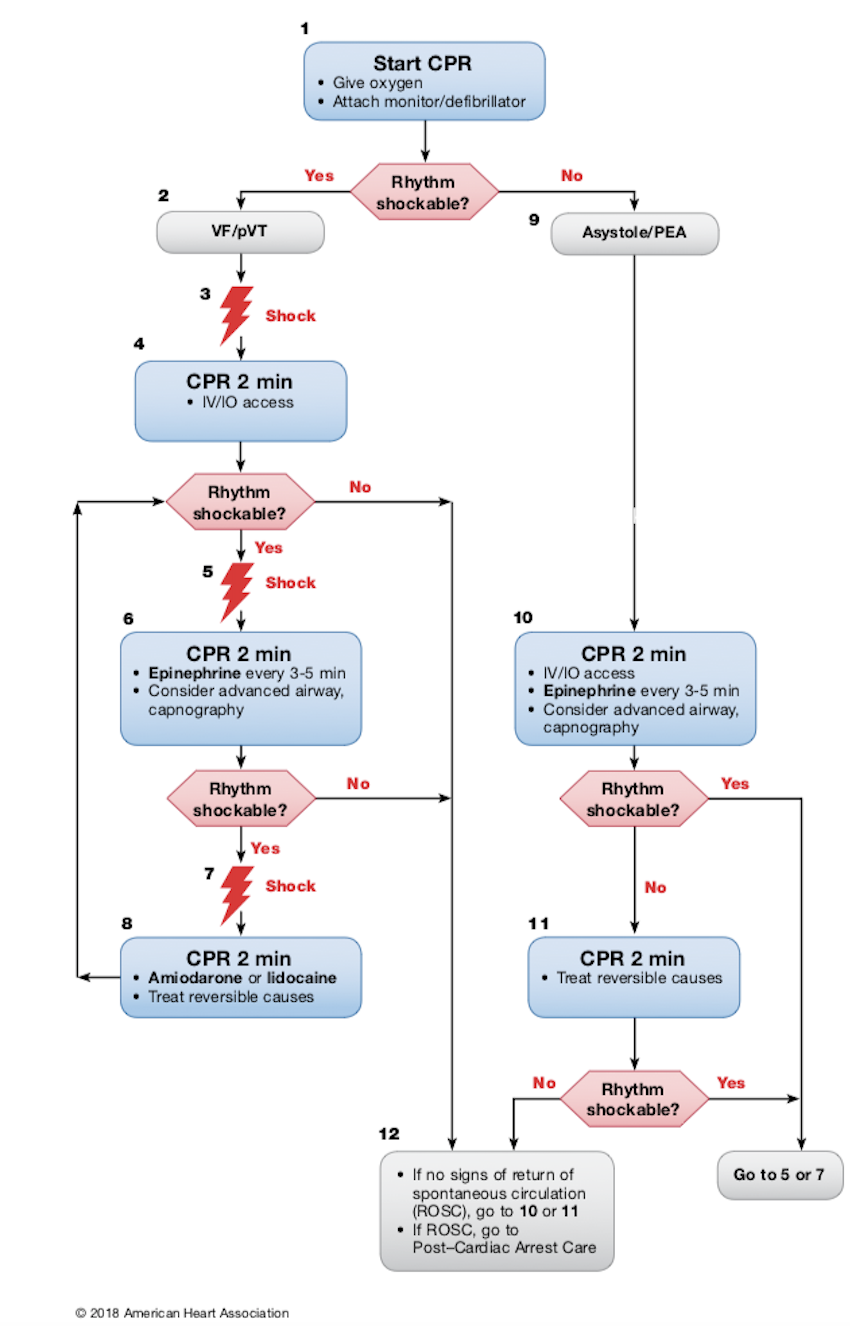 1
Start CPR
• Give oxygen
• Attach monitor/defibrillator
Rhythm
shockable?
Yes
No
2
VF/pVT
9
Asystole/PEA
3
Shock
4
CPR 2 min
• IV/IO access
Rhythm
shockable?
No
Yes
5
Shock
6
CPR 2 min
• Epinephrine every 3-5 min
• Consider advanced airway,
capnography
10
CPR 2 min
• IV/IO access
• Epinephrine every 3-5 min
• Consider advanced airway,
capnography
Rhythm
shockable?
No
Yes
Rhythm
shockable?
Yes
No
7
Shock
8
CPR 2 min
• Amiodarone or lidocaine
• Treat reversible causes
11
CPR 2 min
• Treat reversible causes
Rhythm
shockable?
No
Yes
12
• If no signs of return of
spontaneous circulation
(ROSC), go to 10 or 11
• If ROSC, go to
Post–Cardiac Arrest Care
Go to 5 or 7
© 2018 American Heart Association